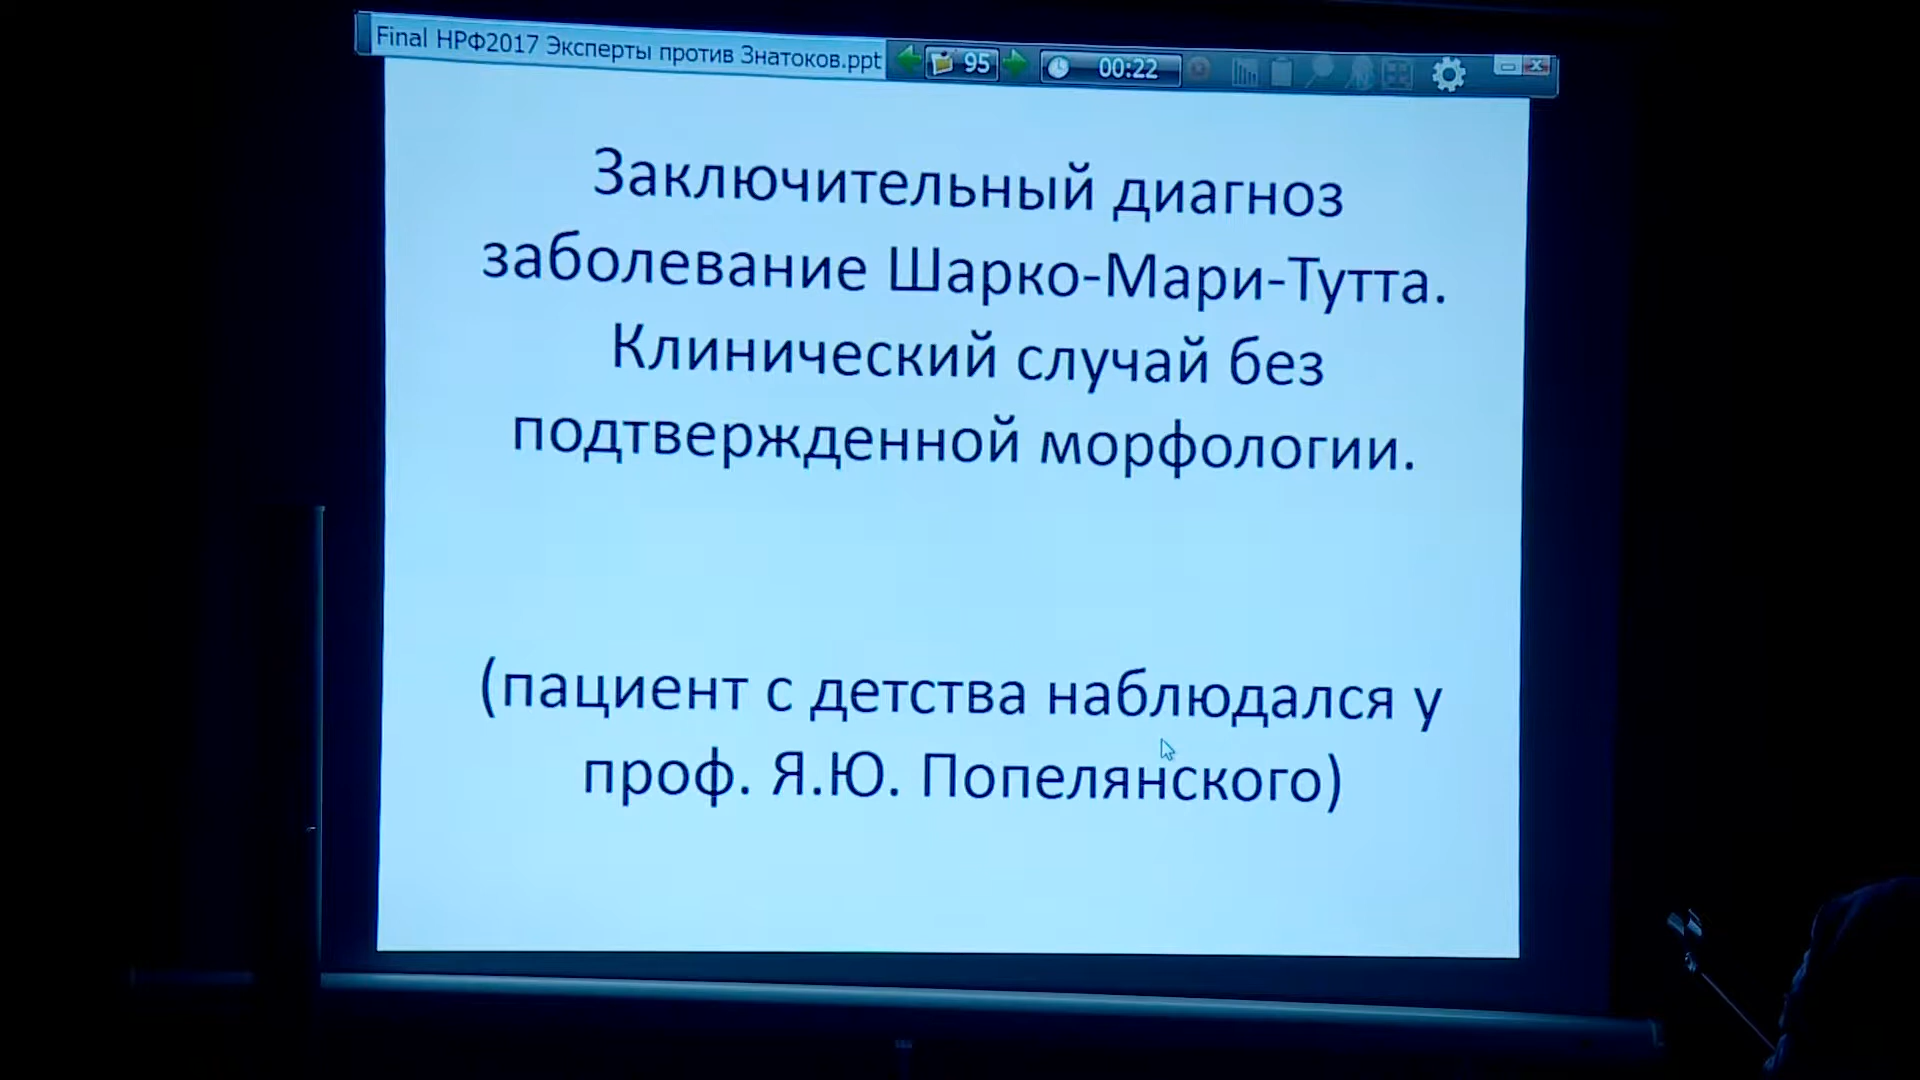 Final НРФ2017 Эксперты против Знатоков.ppt
95
00:22
Заключительный диагноз
заболевание Шарко-Мари-Тутта.
Клинический случай без
подтвержденной морфологии.
(пациент с детства наблюдался у
проф. Я.Ю. Попелянского)